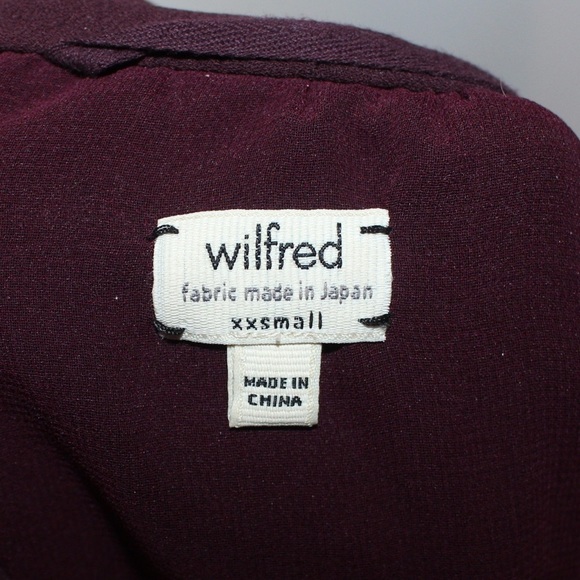 wilfred
fabric made in Japan
xxsmall
MADE IN
CHINA